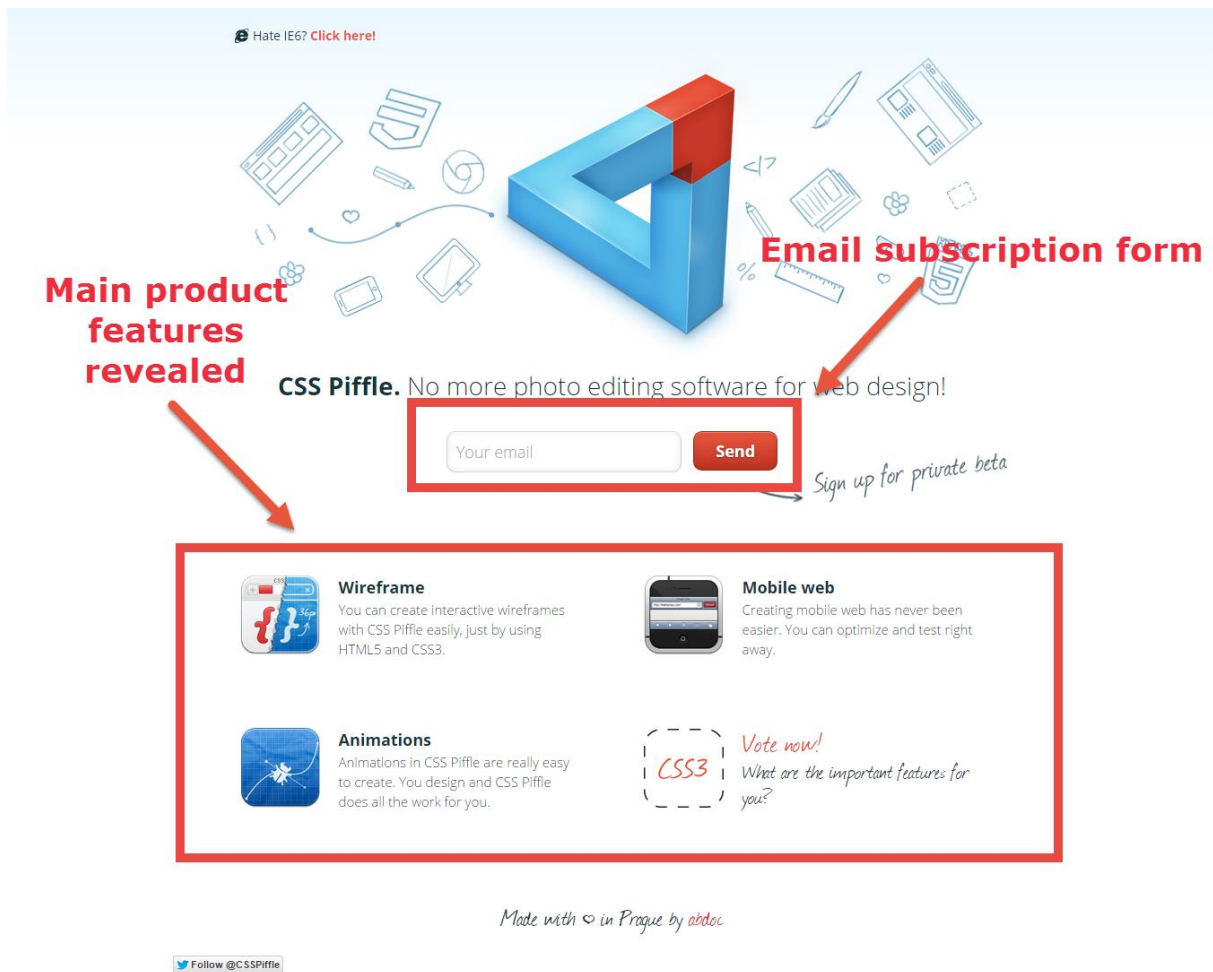 Hate IE6? Click here!
</>
{ }
%
Email subscription form
Main product
features
revealed
CSS Piffle. No more photo editing software for web design!
Your email
Send
Sign up for private beta
CSS
36px
{ }
Wireframe
You can create interactive wireframes
with CSS Piffle easily, just by using
HTML5 and CSS3.
Mobile web
Creating mobile web has never been
easier. You can optimize and test right
away.
Animations
Animations in CSS Piffle are really easy
to create. You design and CSS Piffle
does all the work for you.
CSS3
Vote now!
What are the important features for
you?
Made with ♡ in Prague by abdoc
Follow @CSSPiffle